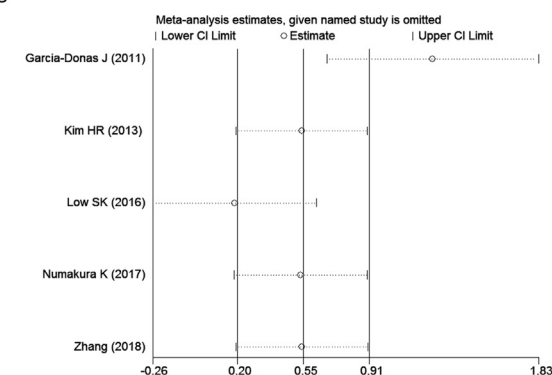 Meta-analysis estimates, given named study is omitted
| Lower CI Limit ○ Estimate | Upper CI Limit
Garcia-Donas J (2011)
Kim HR (2013)
Low SK (2016)
Numakura K (2017)
Zhang (2018)
-0.26 0.20 0.55 0.91 1.83